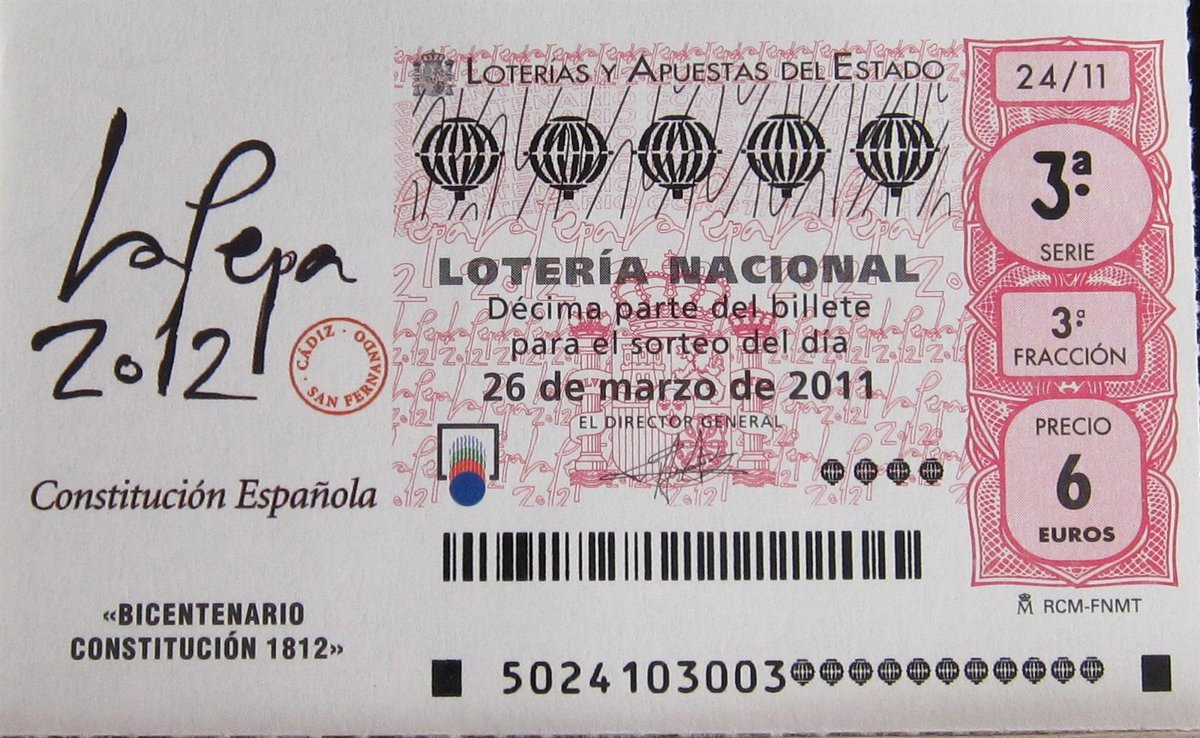 La Pepa
2012
CÁDIZ · SAN FERNANDO ·
Constitución Española
«BICENTENARIO
CONSTITUCIÓN 1812»
LOTERÍAS Y APUESTAS DEL ESTADO
LOTERÍA NACIONAL
Décima parte del billete
para el sorteo del día
26 de marzo de 2011
EL DIRECTOR GENERAL
24/11
3ª
SERIE
3ª
FRACCIÓN
PRECIO
6
EUROS
RCM-FNMT
5024103003